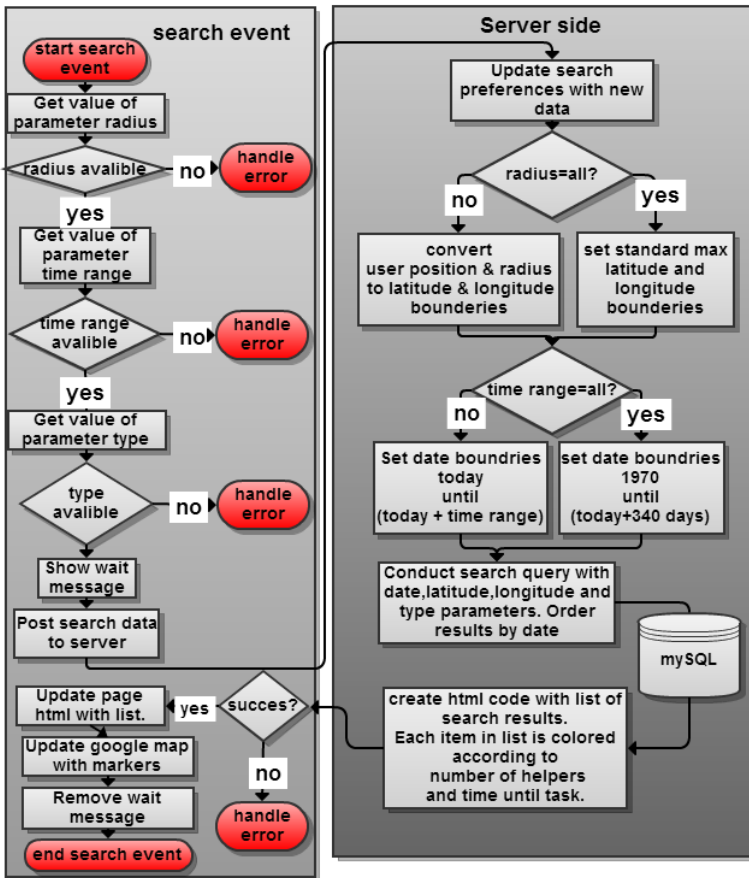 search event
start search
event
Get value of
parameter radius
radius avalible
no
handle
error
yes
Get value of
parameter
time range
time range
avalible
no
handle
error
yes
Get value of
parameter type
type
avalible
no
handle
error
Show wait
message
Post search data
to server
Server side
Update search
preferences with new
data
radius=all?
no
yes
convert
user position & radius
to latitude & longitude
bounderies
set standard max
latitude and
longitude
bounderies
time range=all?
no
yes
Set date boundries
today
until
(today + time range)
set date boundries
1970
until
(today+340 days)
Conduct search query with
date,latitude,longitude and
type parameters. Order
results by date
mySQL
create html code with list of
search results.
Each item in list is colored
according to
number of helpers
and time until task.
succes?
yes
no
handle
error
Update page
html with list.
Update google map
with markers
Remove wait
message
end search event